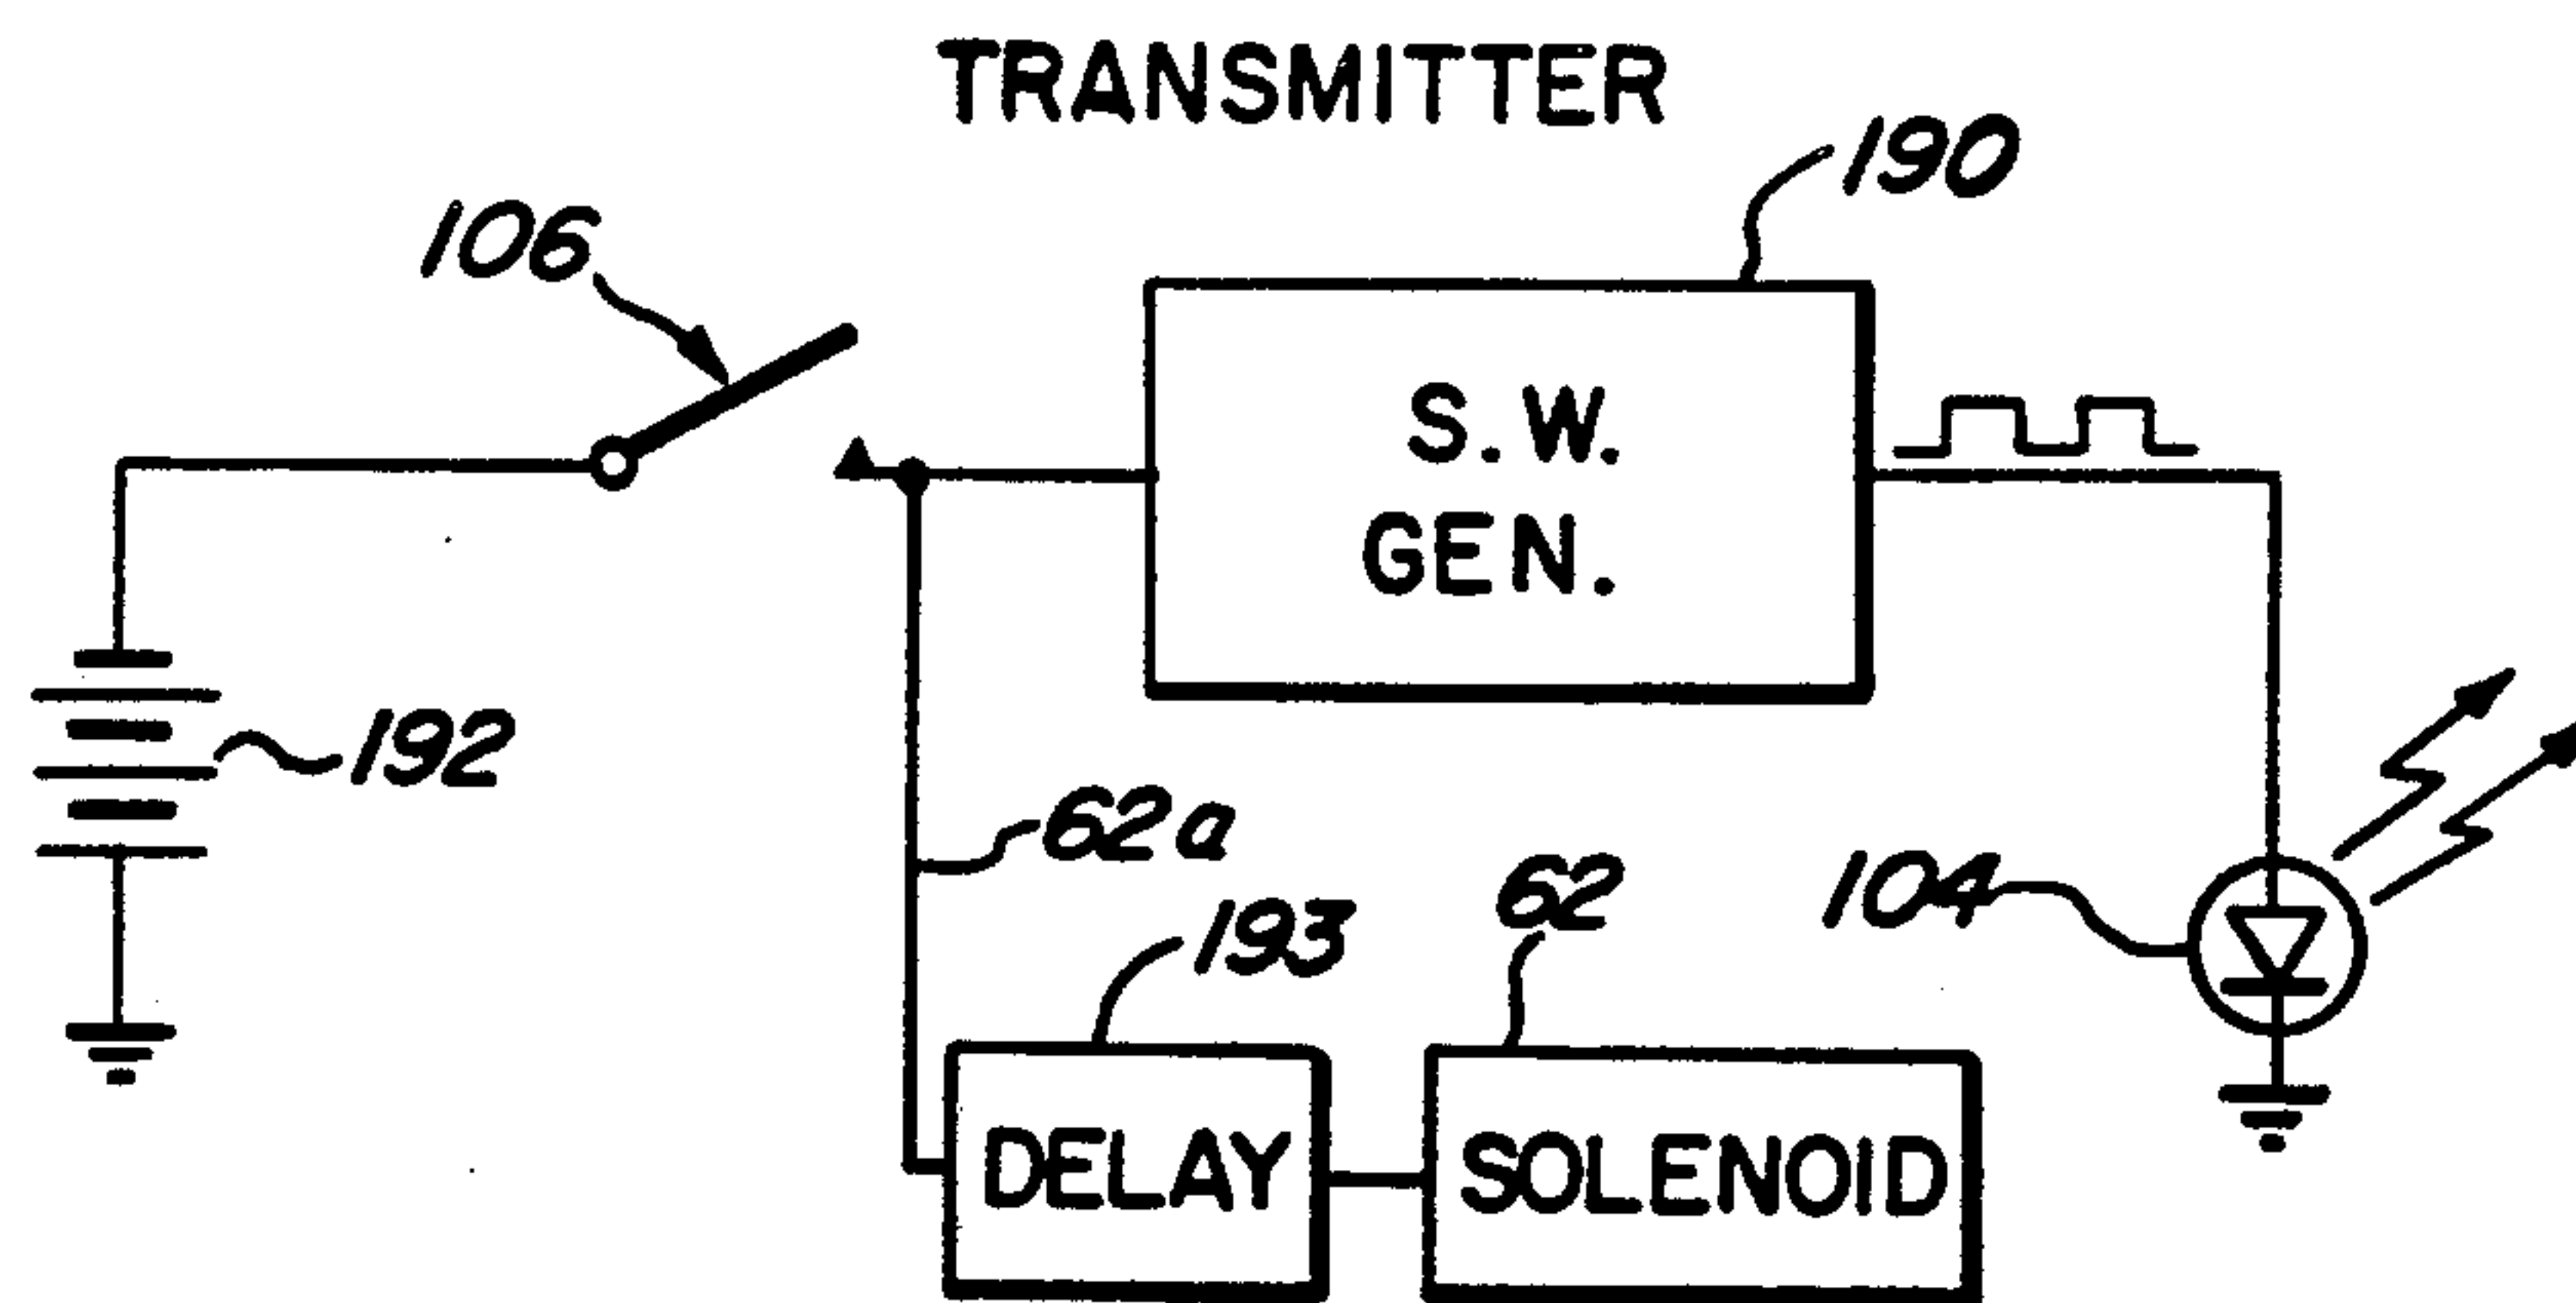 TRANSMITTER
190
106
S.W.
GEN.
192
62a
193
62
104
DELAY
SOLENOID